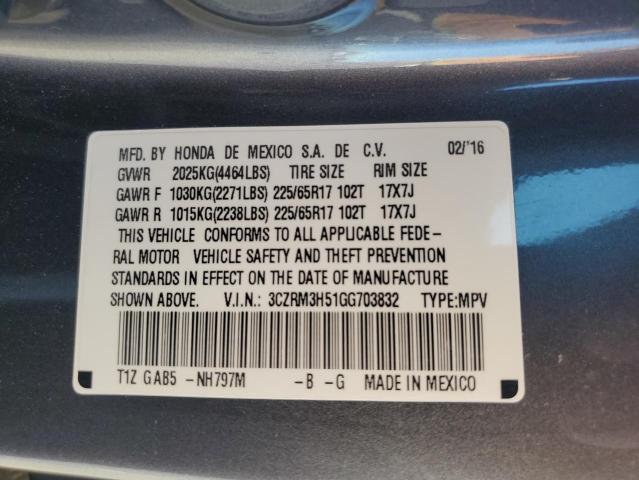 MFD. BY HONDA DE MEXICO S.A. DE C.V. 02/'16
GVWR 2025KG(4464LBS) TIRE SIZE RIM SIZE
GAWR F 1030KG(2271LBS) 225/65R17 102T 17X7J
GAWR R 1015KG(2238LBS) 225/65R17 102T 17X7J
THIS VEHICLE CONFORMS TO ALL APPLICABLE FEDE-
RAL MOTOR VEHICLE SAFETY AND THEFT PREVENTION
STANDARDS IN EFFECT ON THE DATE OF MANUFACTURE
SHOWN ABOVE. V.I.N.: 3CZRM3H51GG703832 TYPE:MPV
T1Z GAB5 -NH797M -B -G MADE IN MEXICO